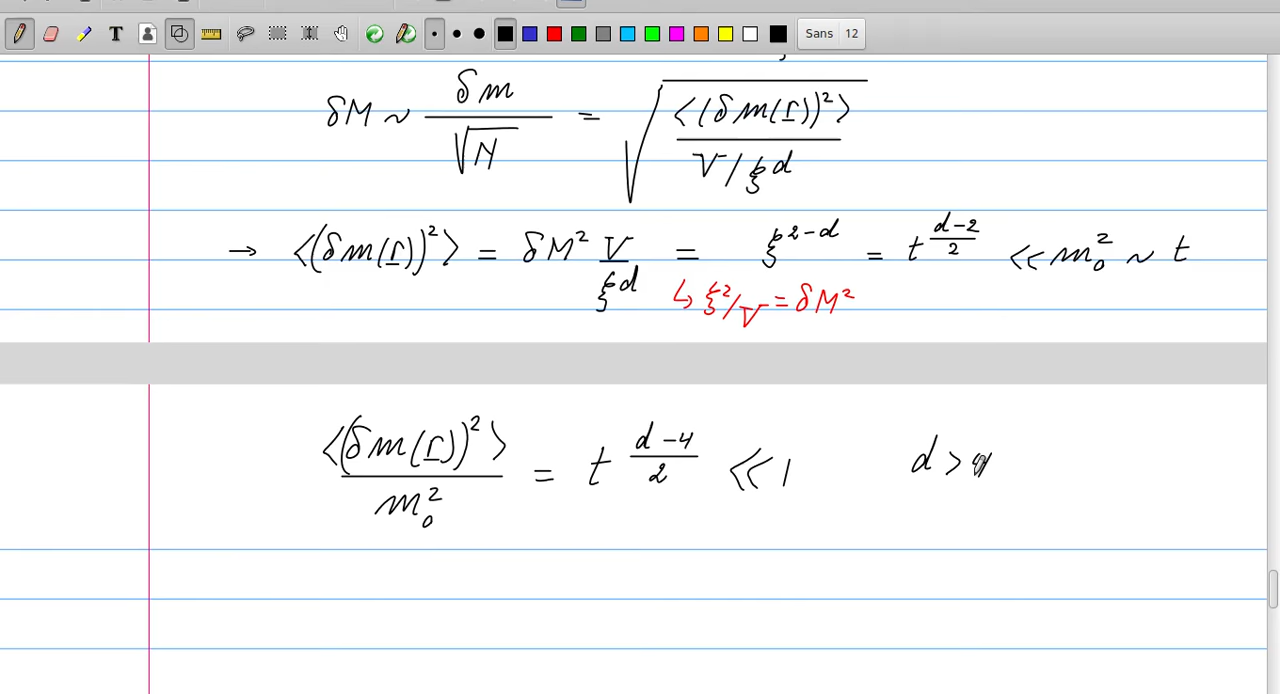 T Sans 12
δM ~ δm / √N = √( <(δm(r))²> / (V/ξ^d) )
→ <(δm(r))²> = δM² V/ξ^d = ξ^{2-d} = t^{(d-2)/2} << m₀² ~ t
↳ ξ²/V = δM²
<(δm(r))²> / m₀² = t^{(d-4)/2} << 1 d > 4